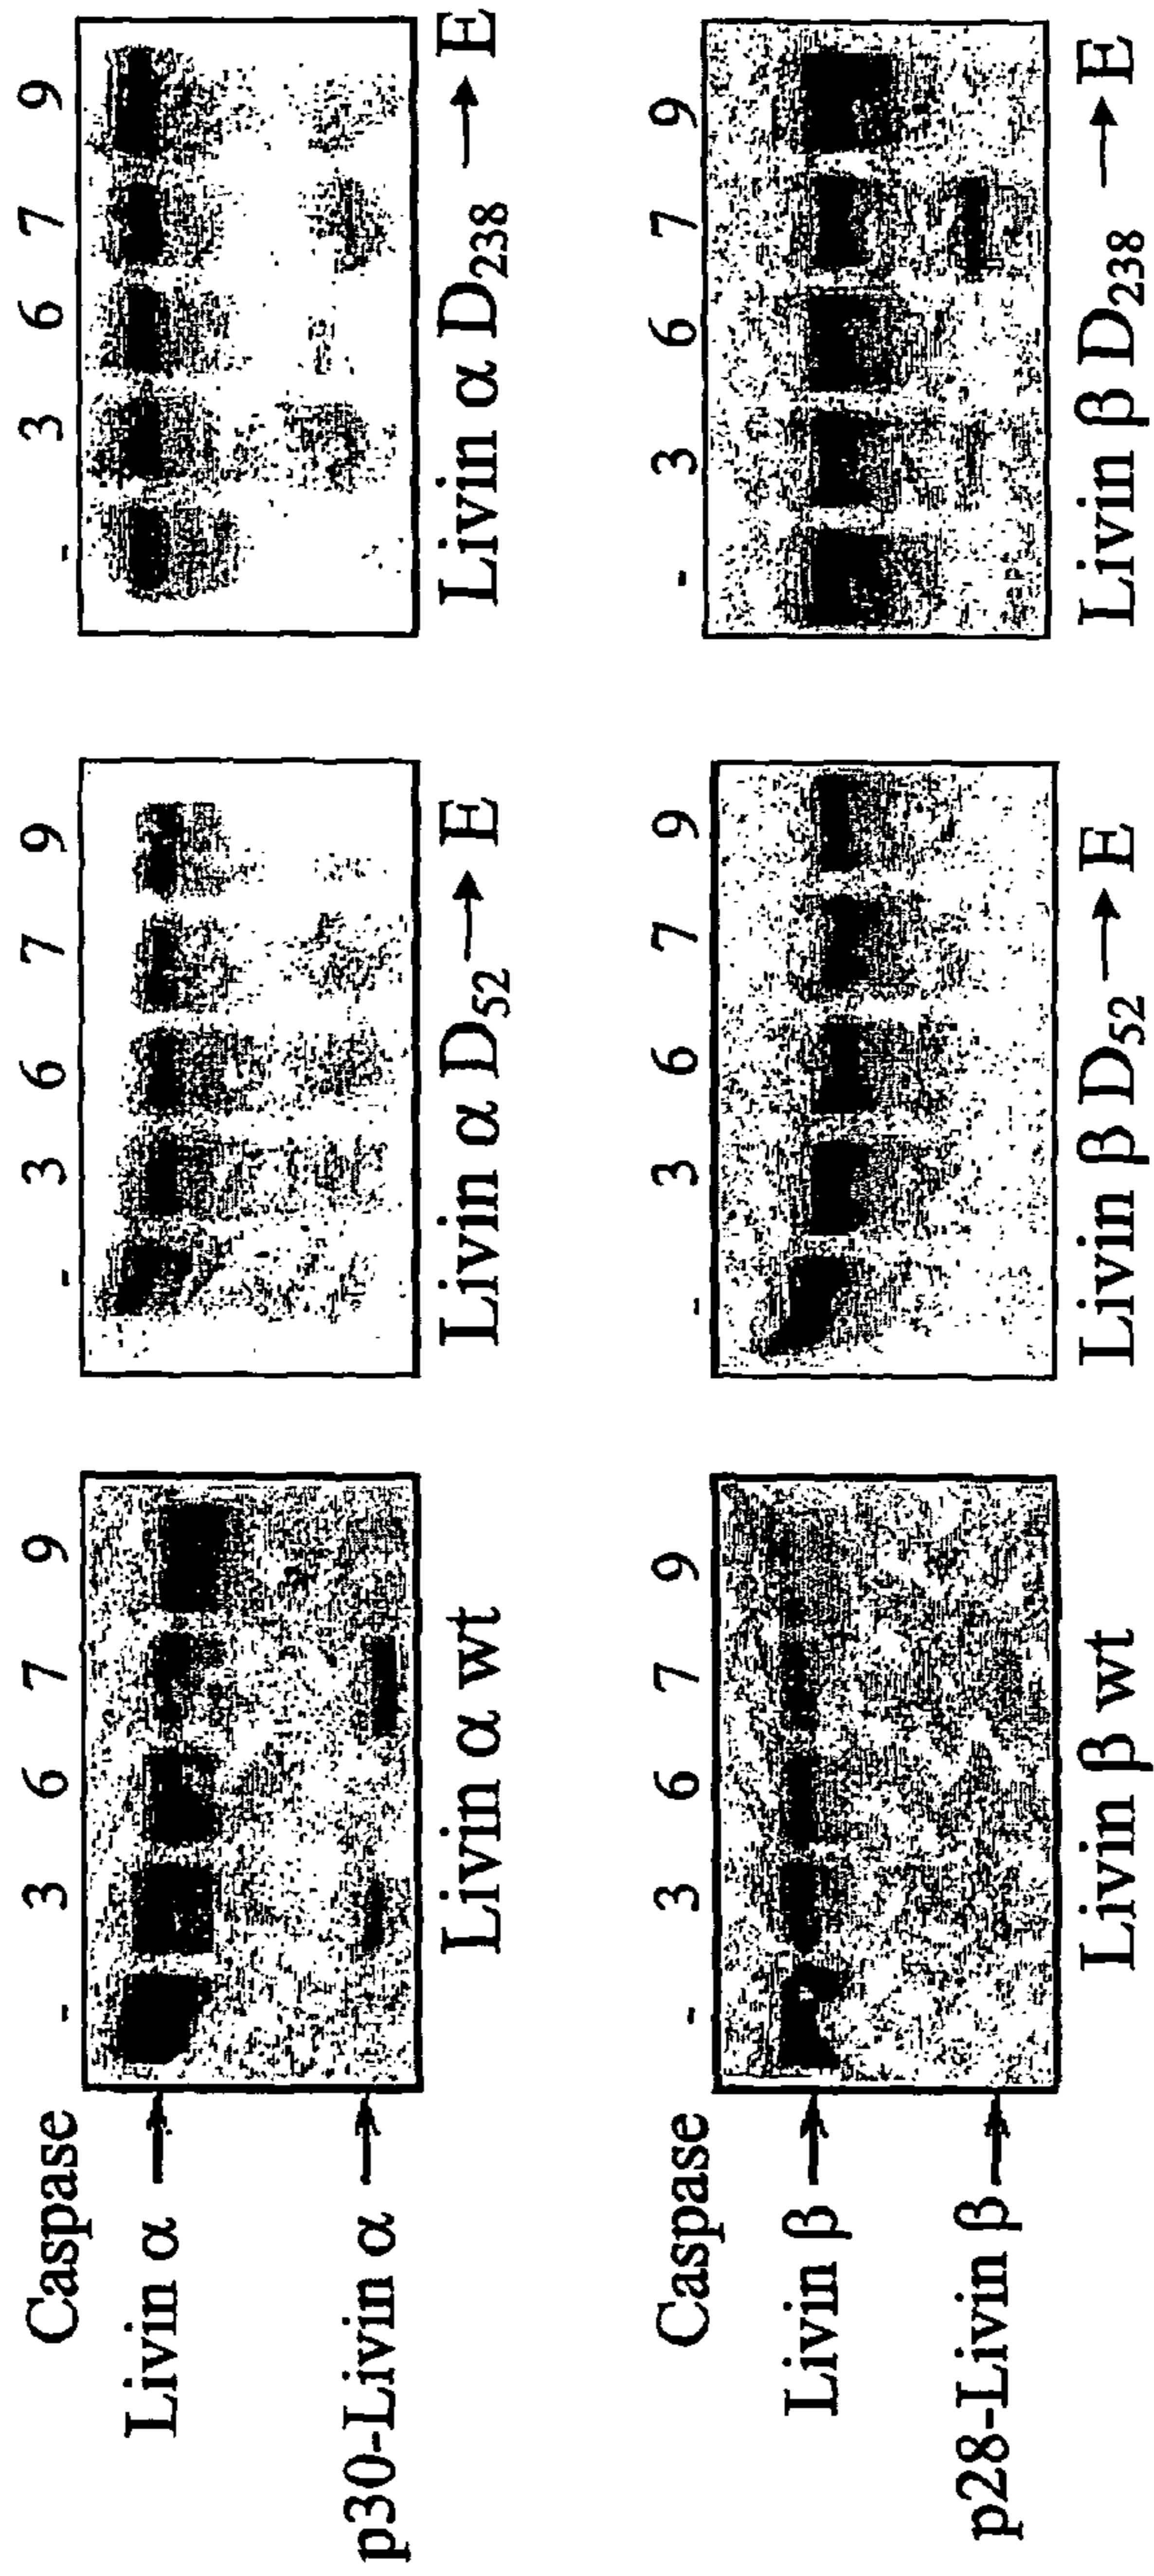 Caspase - 3 6 7 9 - 3 6 7 9 - 3 6 7 9
Livin α
p30-Livin α
Livin α wt Livin α D52 → E Livin α D238 → E
Caspase - 3 6 7 9 - 3 6 7 9 - 3 6 7 9
Livin β
p28-Livin β
Livin β wt Livin β D52 → E Livin β D238 → E